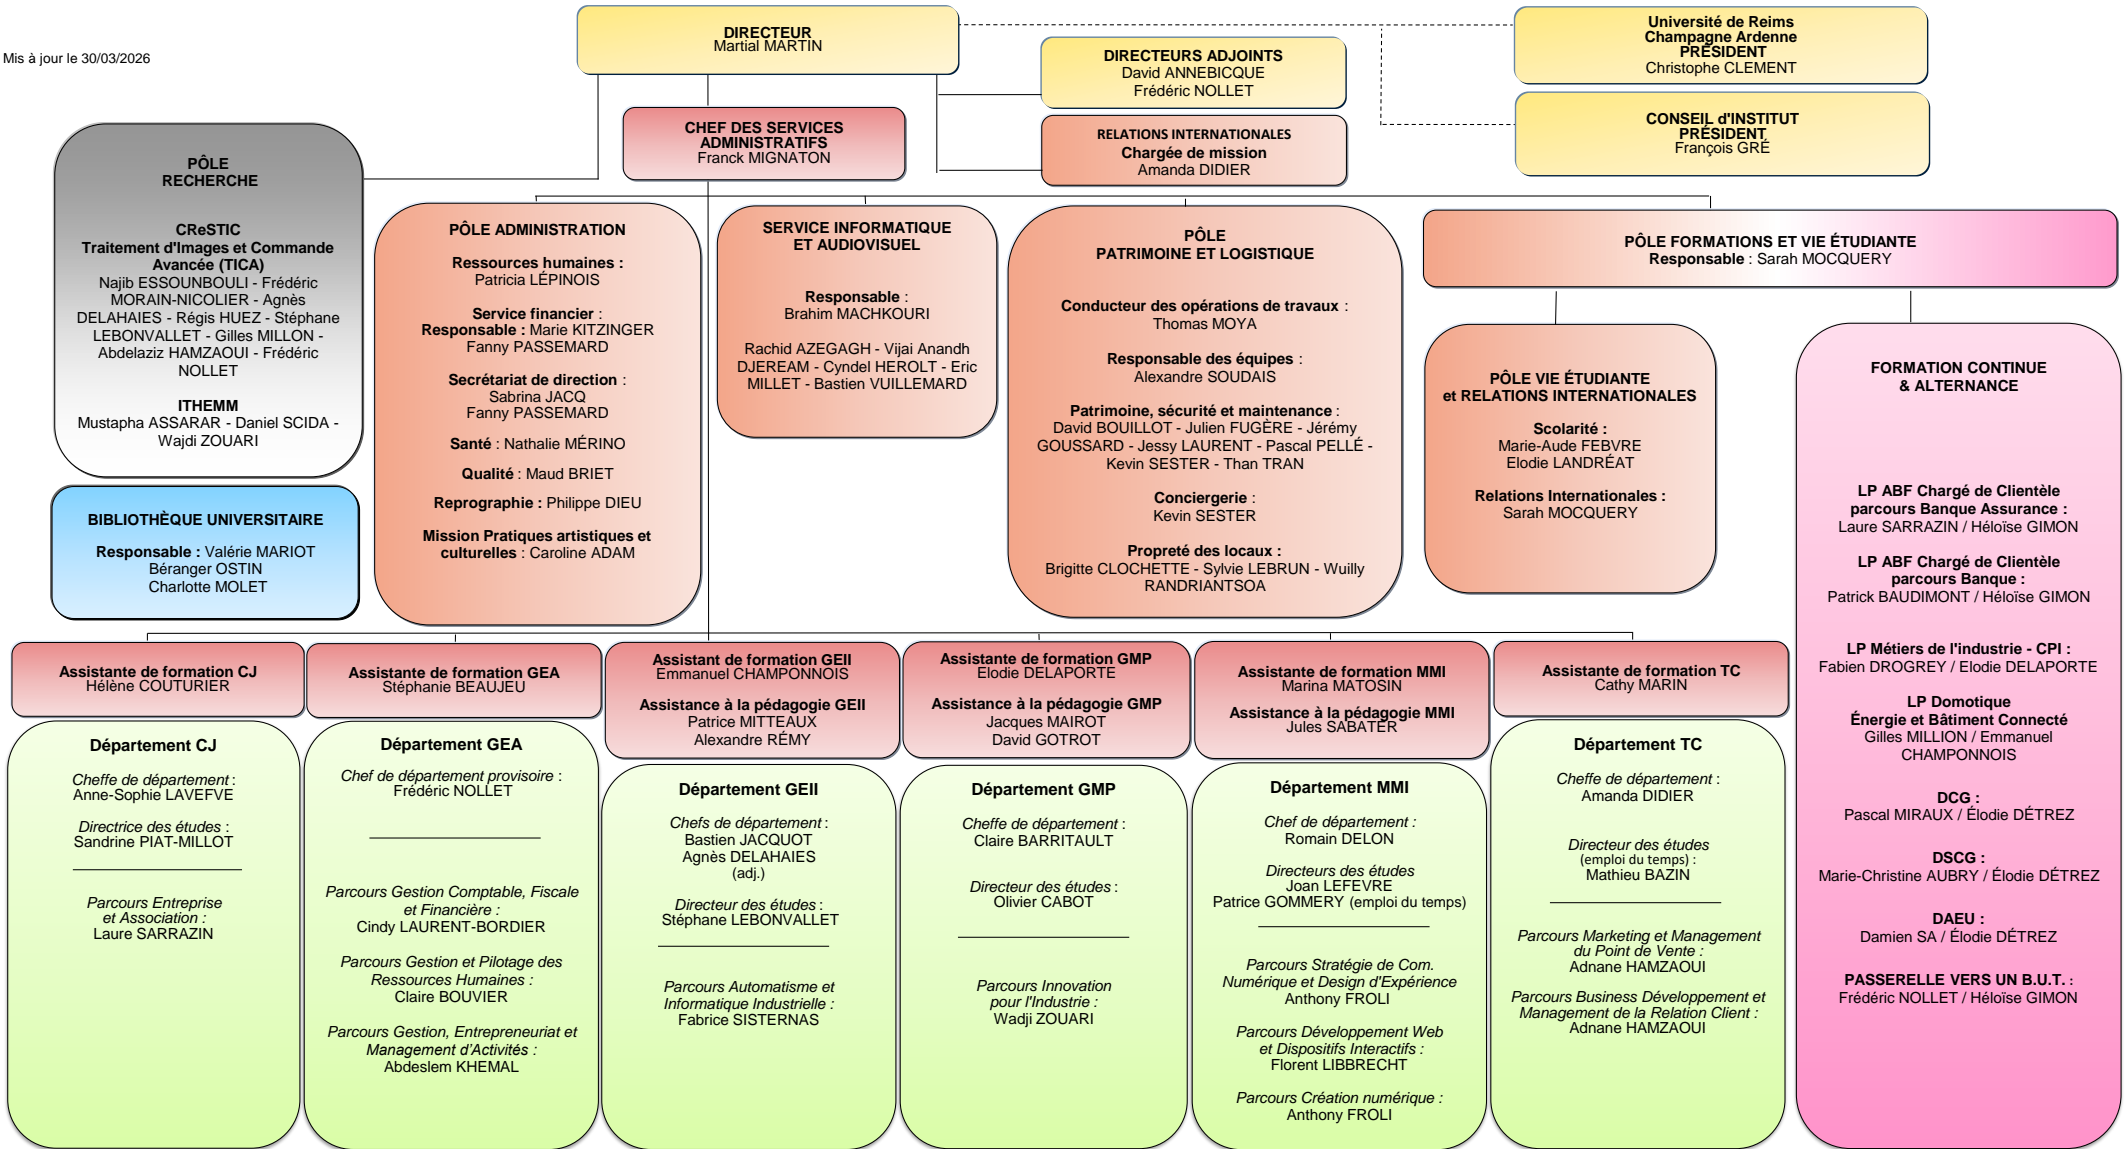 Mis à jour le 30/03/2026
DIRECTEUR
Martial MARTIN
DIRECTEURS ADJOINTS
David ANNEBICQUE
Frédéric NOLLET
Université de Reims
Champagne Ardenne
PRÉSIDENT
Christophe CLEMENT
CONSEIL d'INSTITUT
PRÉSIDENT
François GRÉ
CHEF DES SERVICES
ADMINISTRATIFS
Franck MIGNATON
RELATIONS INTERNATIONALES
Chargée de mission
Amanda DIDIER
PÔLE
RECHERCHE
CReSTIC
Traitement d'Images et Commande
Avancée (TICA)
Najib ESSOUNBOULI - Frédéric
MORAIN-NICOLIER - Agnès
DELAHAIES - Régis HUEZ - Stéphane
LEBONVALLET - Gilles MILLON -
Abdelaziz HAMZAOUI - Frédéric
NOLLET
ITHEMM
Mustapha ASSARAR - Daniel SCIDA -
Wajdi ZOUARI
BIBLIOTHÈQUE UNIVERSITAIRE
Responsable : Valérie MARIOT
Béranger OSTIN
Charlotte MOLET
PÔLE ADMINISTRATION
Ressources humaines :
Patricia LÉPINOIS
Service financier :
Responsable : Marie KITZINGER
Fanny PASSEMARD
Secrétariat de direction :
Sabrina JACQ
Fanny PASSEMARD
Santé : Nathalie MÉRINO
Qualité : Maud BRIET
Reprographie : Philippe DIEU
Mission Pratiques artistiques et
culturelles : Caroline ADAM
SERVICE INFORMATIQUE
ET AUDIOVISUEL
Responsable :
Brahim MACHKOURI
Rachid AZEGAGH - Vijai Anandh
DJEREAM - Cyndel HEROLT - Eric
MILLET - Bastien VUILLEMARD
PÔLE
PATRIMOINE ET LOGISTIQUE
Conducteur des opérations de travaux :
Thomas MOYA
Responsable des équipes :
Alexandre SOUDAIS
Patrimoine, sécurité et maintenance :
David BOUILLOT - Julien FUGÈRE - Jérémy
GOUSSARD - Jessy LAURENT - Pascal PELLÉ -
Kevin SESTER - Than TRAN
Conciergerie :
Kevin SESTER
Propreté des locaux :
Brigitte CLOCHETTE - Sylvie LEBRUN - Wuilly
RANDRIANTSOA
PÔLE FORMATIONS ET VIE ÉTUDIANTE
Responsable : Sarah MOCQUERY
PÔLE VIE ÉTUDIANTE
et RELATIONS INTERNATIONALES
Scolarité :
Marie-Aude FEBVRE
Elodie LANDRÉAT
Relations Internationales :
Sarah MOCQUERY
FORMATION CONTINUE
& ALTERNANCE
LP ABF Chargé de Clientèle
parcours Banque Assurance :
Laure SARRAZIN / Héloïse GIMON
LP ABF Chargé de Clientèle
parcours Banque :
Patrick BAUDIMONT / Héloïse GIMON
LP Métiers de l'industrie - CPI :
Fabien DROGREY / Elodie DELAPORTE
LP Domotique
Énergie et Bâtiment Connecté
Gilles MILLION / Emmanuel
CHAMPONNOIS
DCG :
Pascal MIRAUX / Élodie DÉTREZ
DSCG :
Marie-Christine AUBRY / Élodie DÉTREZ
DAEU :
Damien SA / Élodie DÉTREZ
PASSERELLE VERS UN B.U.T. :
Frédéric NOLLET / Héloïse GIMON
Assistante de formation CJ
Hélène COUTURIER
Assistante de formation GEA
Stéphanie BEAUJEU
Assistant de formation GEII
Emmanuel CHAMPONNOIS
Assistance à la pédagogie GEII
Patrice MITTEAUX
Alexandre RÉMY
Assistante de formation GMP
Elodie DELAPORTE
Assistance à la pédagogie GMP
Jacques MAIROT
David GOTROT
Assistante de formation MMI
Marina MATOSIN
Assistance à la pédagogie MMI
Jules SABATER
Assistante de formation TC
Cathy MARIN
Département CJ
Cheffe de département :
Anne-Sophie LAVEFVE
Directrice des études :
Sandrine PIAT-MILLOT
Parcours Entreprise
et Association :
Laure SARRAZIN
Département GEA
Chef de département provisoire :
Frédéric NOLLET
Parcours Gestion Comptable, Fiscale
et Financière :
Cindy LAURENT-BORDIER
Parcours Gestion et Pilotage des
Ressources Humaines :
Claire BOUVIER
Parcours Gestion, Entrepreneuriat et
Management d'Activités :
Abdeslem KHEMAL
Département GEII
Chefs de département :
Bastien JACQUOT
Agnès DELAHAIES
(adj.)
Directeur des études :
Stéphane LEBONVALLET
Parcours Automatisme et
Informatique Industrielle :
Fabrice SISTERNAS
Département GMP
Cheffe de département :
Claire BARRITAULT
Directeur des études :
Olivier CABOT
Parcours Innovation
pour l'Industrie :
Wadji ZOUARI
Département MMI
Chef de département :
Romain DELON
Directeurs des études
Joan LEFEVRE
Patrice GOMMERY (emploi du temps)
Parcours Stratégie de Com.
Numérique et Design d'Expérience
Anthony FROLI
Parcours Développement Web
et Dispositifs Interactifs :
Florent LIBBRECHT
Parcours Création numérique :
Anthony FROLI
Département TC
Cheffe de département :
Amanda DIDIER
Directeur des études
(emploi du temps) :
Mathieu BAZIN
Parcours Marketing et Management
du Point de Vente :
Adnane HAMZAOUI
Parcours Business Développement et
Management de la Relation Client :
Adnane HAMZAOUI